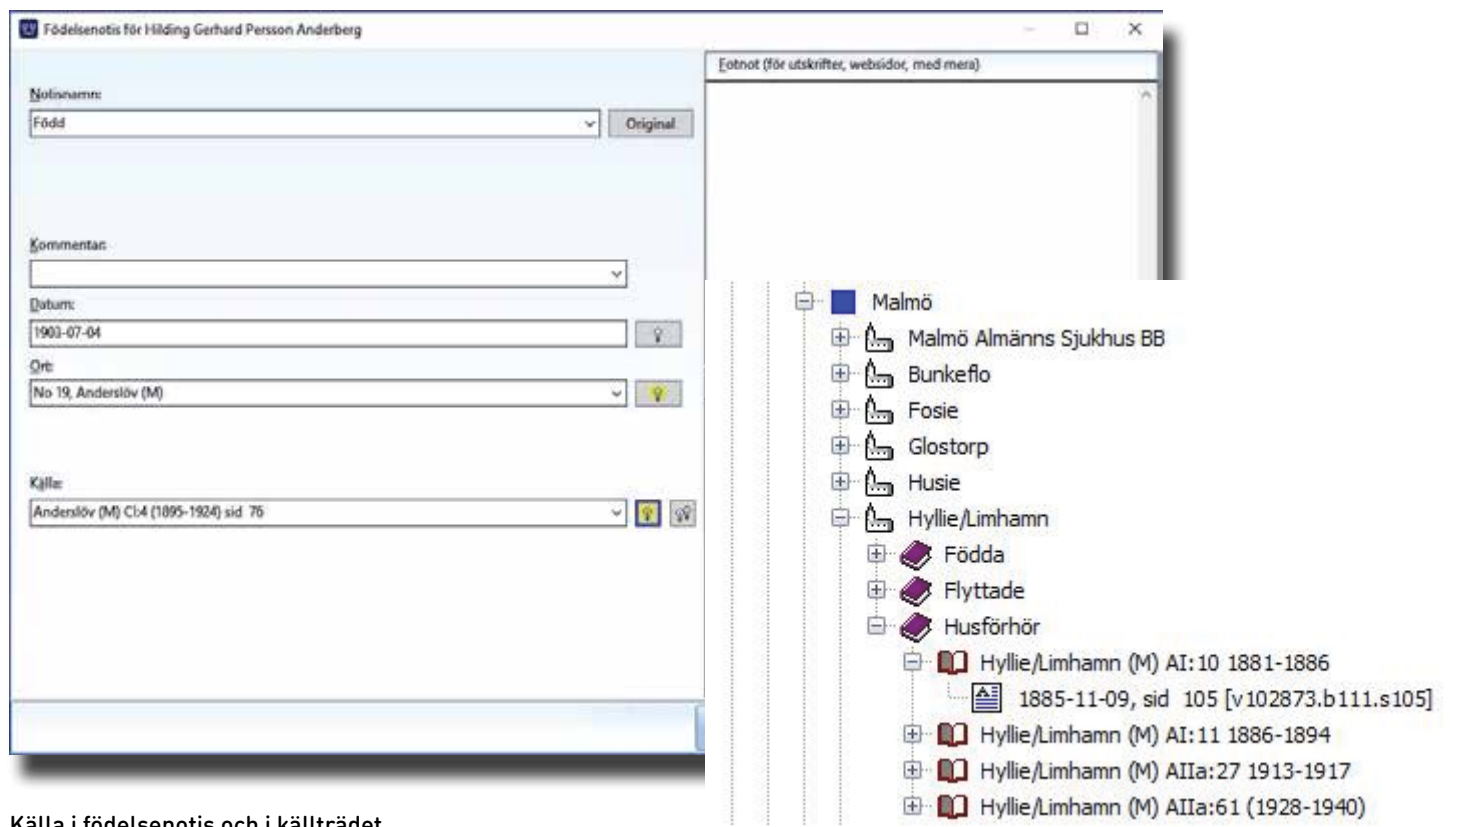 Födelsenotis för Hilding Gerhard Persson Anderberg
Notisnamn:
Född
Original
Kommentar:
Datum:
1903-07-04
Ort:
No 19, Anderslöv (M)
Källa:
Anderslöv (M) CI:4 (1895-1924) sid 76
Fotnot (för utskrifter, websidor, med mera)
Malmö
Malmö Almänns Sjukhus BB
Bunkeflo
Fosie
Glostorp
Husie
Hyllie/Limhamn
Födda
Flyttade
Husförhör
Hyllie/Limhamn (M) AI:10 1881-1886
1885-11-09, sid 105 [v102873.b111.s105]
Hyllie/Limhamn (M) AI:11 1886-1894
Hyllie/Limhamn (M) AIIa:27 1913-1917
Hyllie/Limhamn (M) AIIa:61 (1928-1940)
Källa i födelsenotis och i källträdet